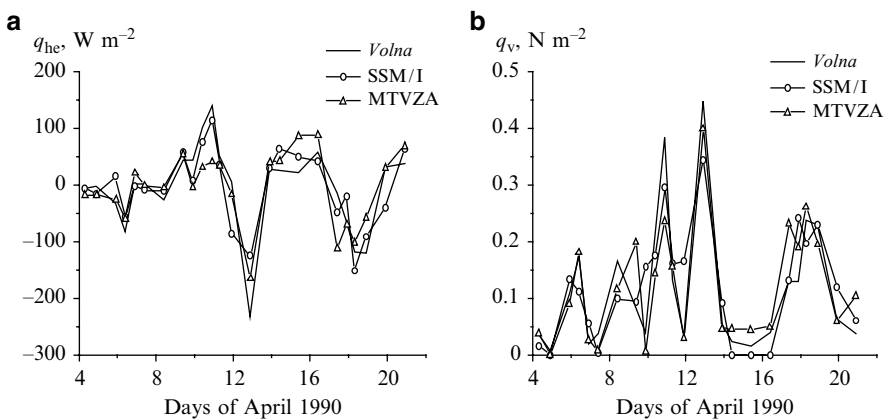 a
q_he, W m⁻²
Volna
SSM/I
MTVZA
200
100
0
−100
−200
−300
4 8 12 16 20
Days of April 1990
b
q_v, N m⁻²
Volna
SSM/I
MTVZA
0.5
0.4
0.3
0.2
0.1
0
4 8 12 16 20
Days of April 1990